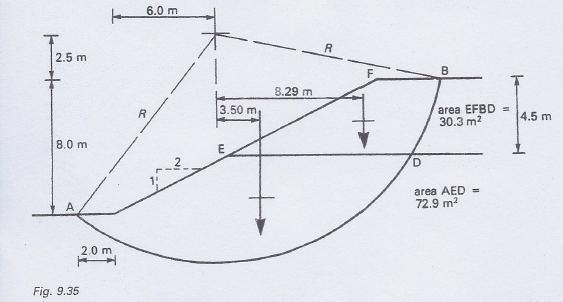 6.0 m
2.5 m
R
R
F
B
8.29 m
3.50 m
area EFBD =
30.3 m²
4.5 m
8.0 m
E
2
1
D
A
area AED =
72.9 m²
2.0 m
Fig. 9.35